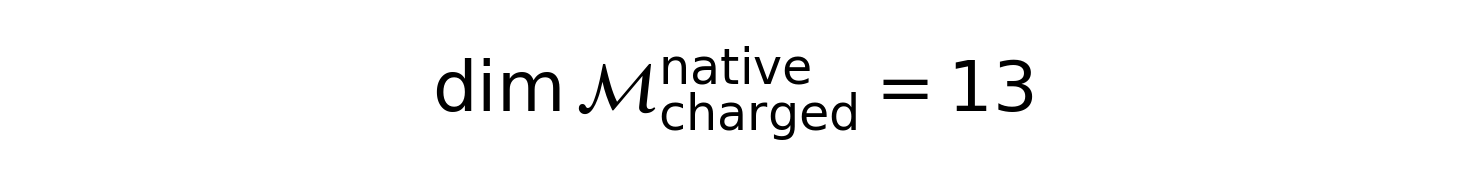 dim ℳ^native_charged = 13